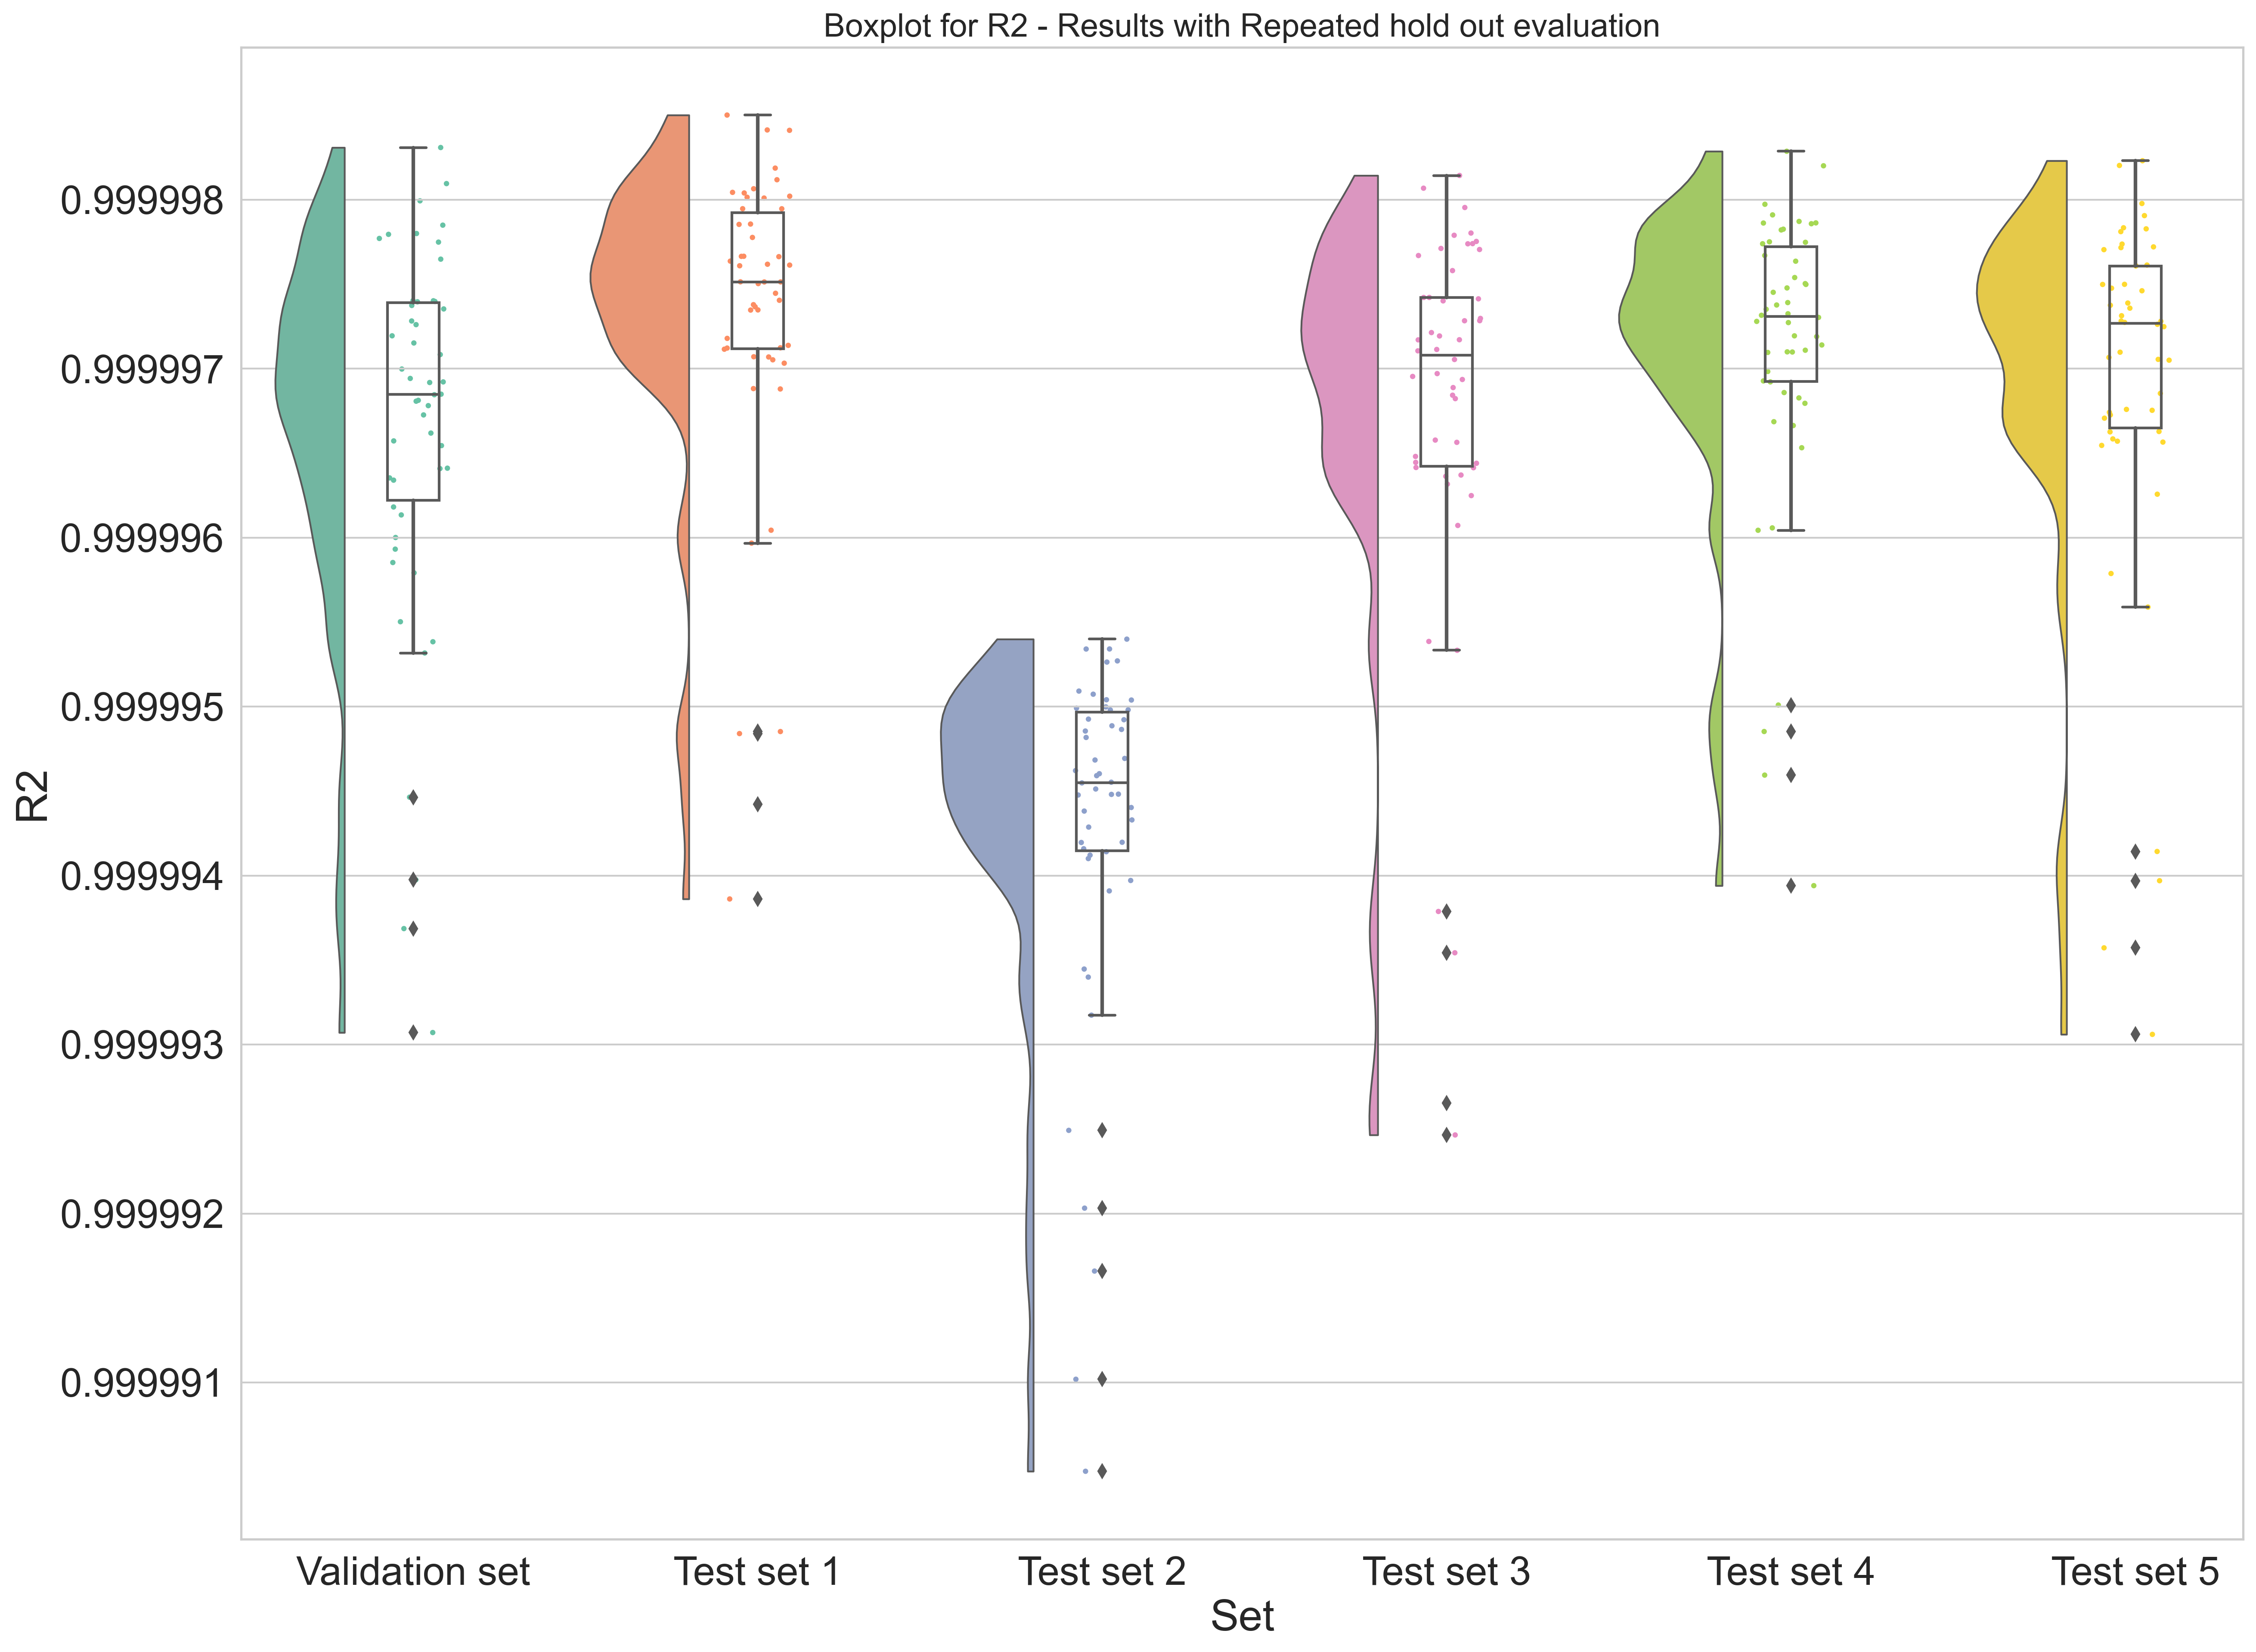 Boxplot for R2 - Results with Repeated hold out evaluation
0.999998
0.999997
0.999996
0.999995
0.999994
0.999993
0.999992
0.999991
R2
Validation set
Test set 1
Test set 2
Test set 3
Test set 4
Test set 5
Set